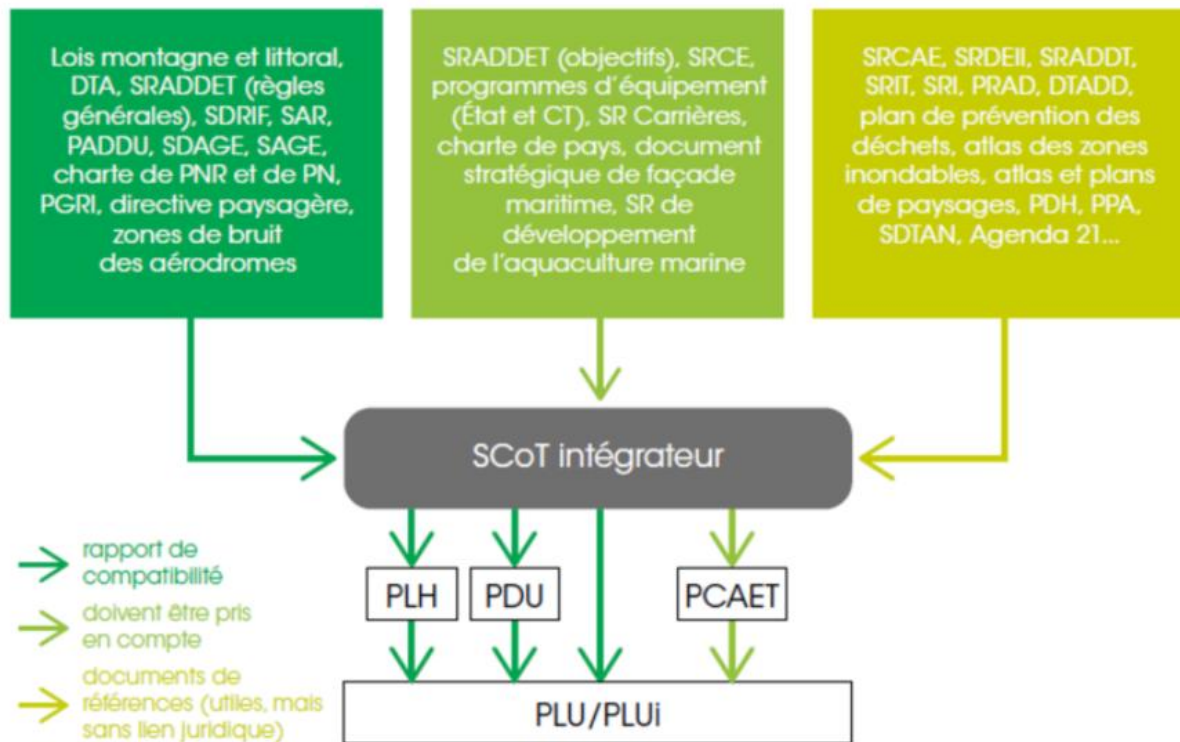 Lois montagne et littoral,
DTA, SRADDET (règles
générales), SDRIF, SAR,
PADDU, SDAGE, SAGE,
charte de PNR et de PN,
PGRI, directive paysagère,
zones de bruit
des aérodromes
SRADDET (objectifs), SRCE,
programmes d'équipement
(État et CT), SR Carrières,
charte de pays, document
stratégique de façade
maritime, SR de
développement
de l'aquaculture marine
SRCAE, SRDEII, SRADDT,
SRIT, SRI, PRAD, DTADD,
plan de prévention des
déchets, atlas des zones
inondables, atlas et plans
de paysages, PDH, PPA,
SDTAN, Agenda 21...
SCoT intégrateur
rapport de
compatibilité
doivent être pris
en compte
documents de
références (utiles, mais
sans lien juridique)
PLH
PDU
PCAET
PLU/PLUi